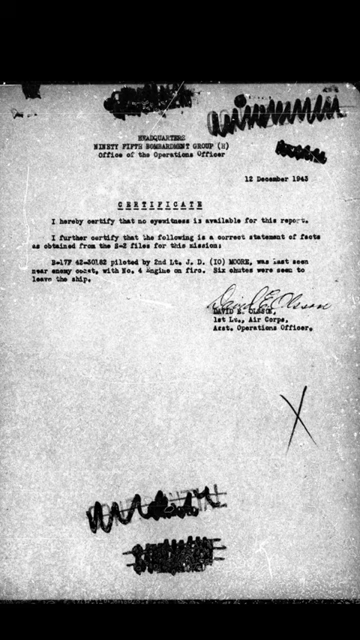 HEADQUARTERS
NINETY FIFTH BOMBARDMENT GROUP (H)
Office of the Operations Officer
12 December 1943
CERTIFICATE
I hereby certify that no eyewitness is available for this report.
I further certify that the following is a correct statement of facts
as obtained from the S-2 files for this mission:
B-17F 42-30182 piloted by 2nd Lt. J. D. (IO) MOORE, was last seen
near enemy coast, with No. 4 Engine on fire. Six chutes were seen to
leave the ship.
David E. Olsson
DAVID E. OLSSON,
1st Lt., Air Corps,
Asst. Operations Officer.